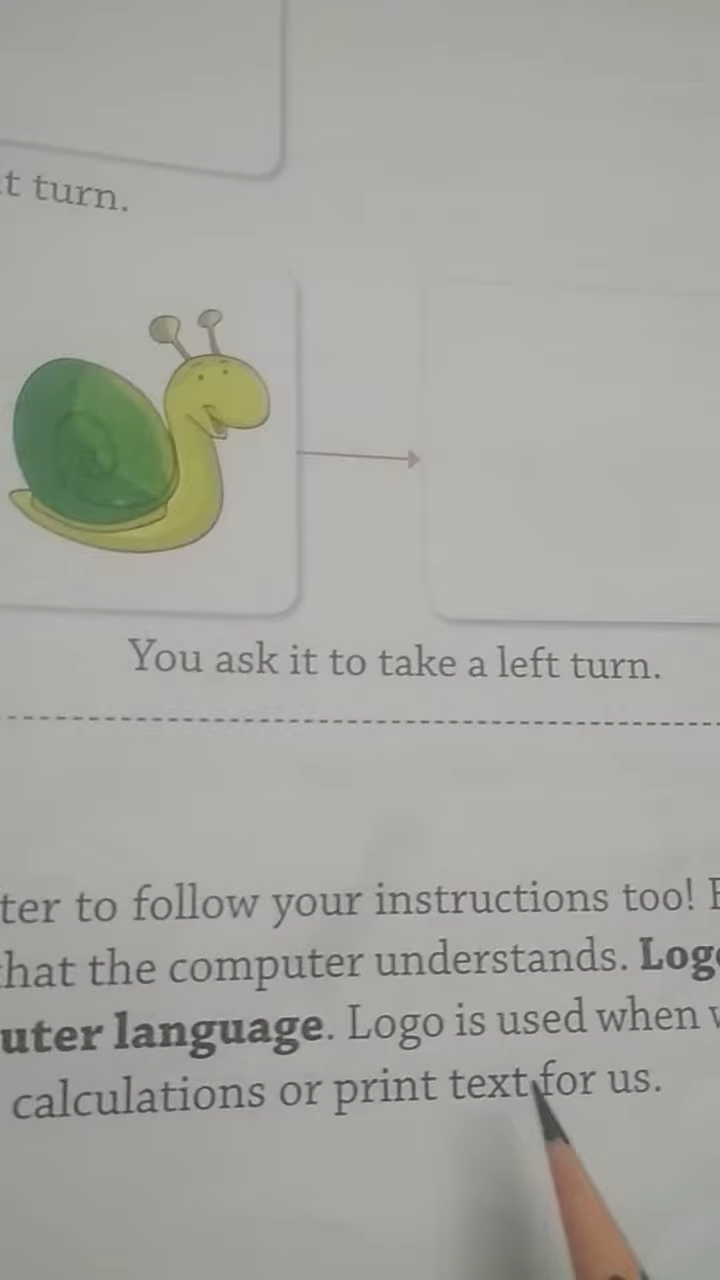 t turn.
You ask it to take a left turn.
ter to follow your instructions too!
hat the computer understands. Logo
uter language. Logo is used when
calculations or print text for us.